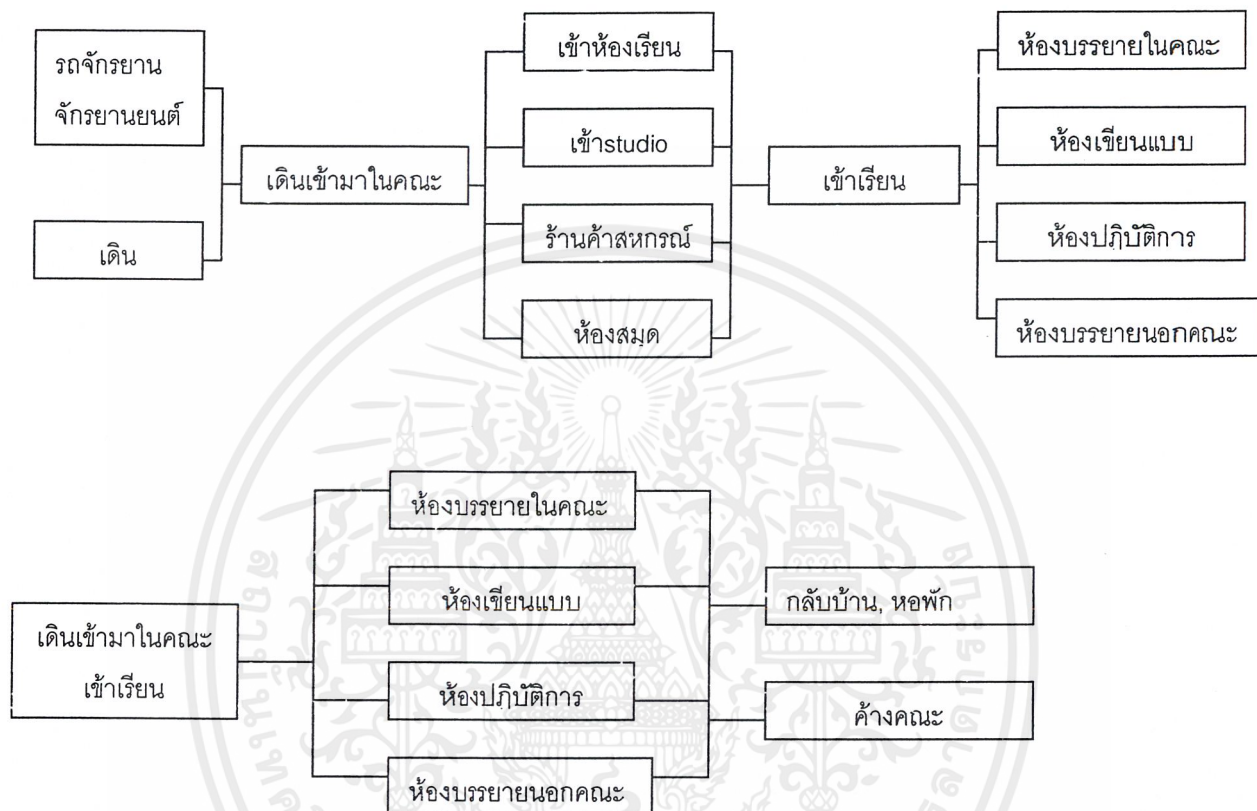 รถจักรยาน
จักรยานยนต์
เดิน
เดินเข้ามาในคณะ
เข้าห้องเรียน
เข้าstudio
ร้านค้าสหกรณ์
ห้องสมุด
เข้าเรียน
ห้องบรรยายในคณะ
ห้องเขียนแบบ
ห้องปฏิบัติการ
ห้องบรรยายนอกคณะ
เดินเข้ามาในคณะ
เข้าเรียน
ห้องบรรยายในคณะ
ห้องเขียนแบบ
ห้องปฏิบัติการ
ห้องบรรยายนอกคณะ
กลับบ้าน, หอพัก
ค้างคณะ